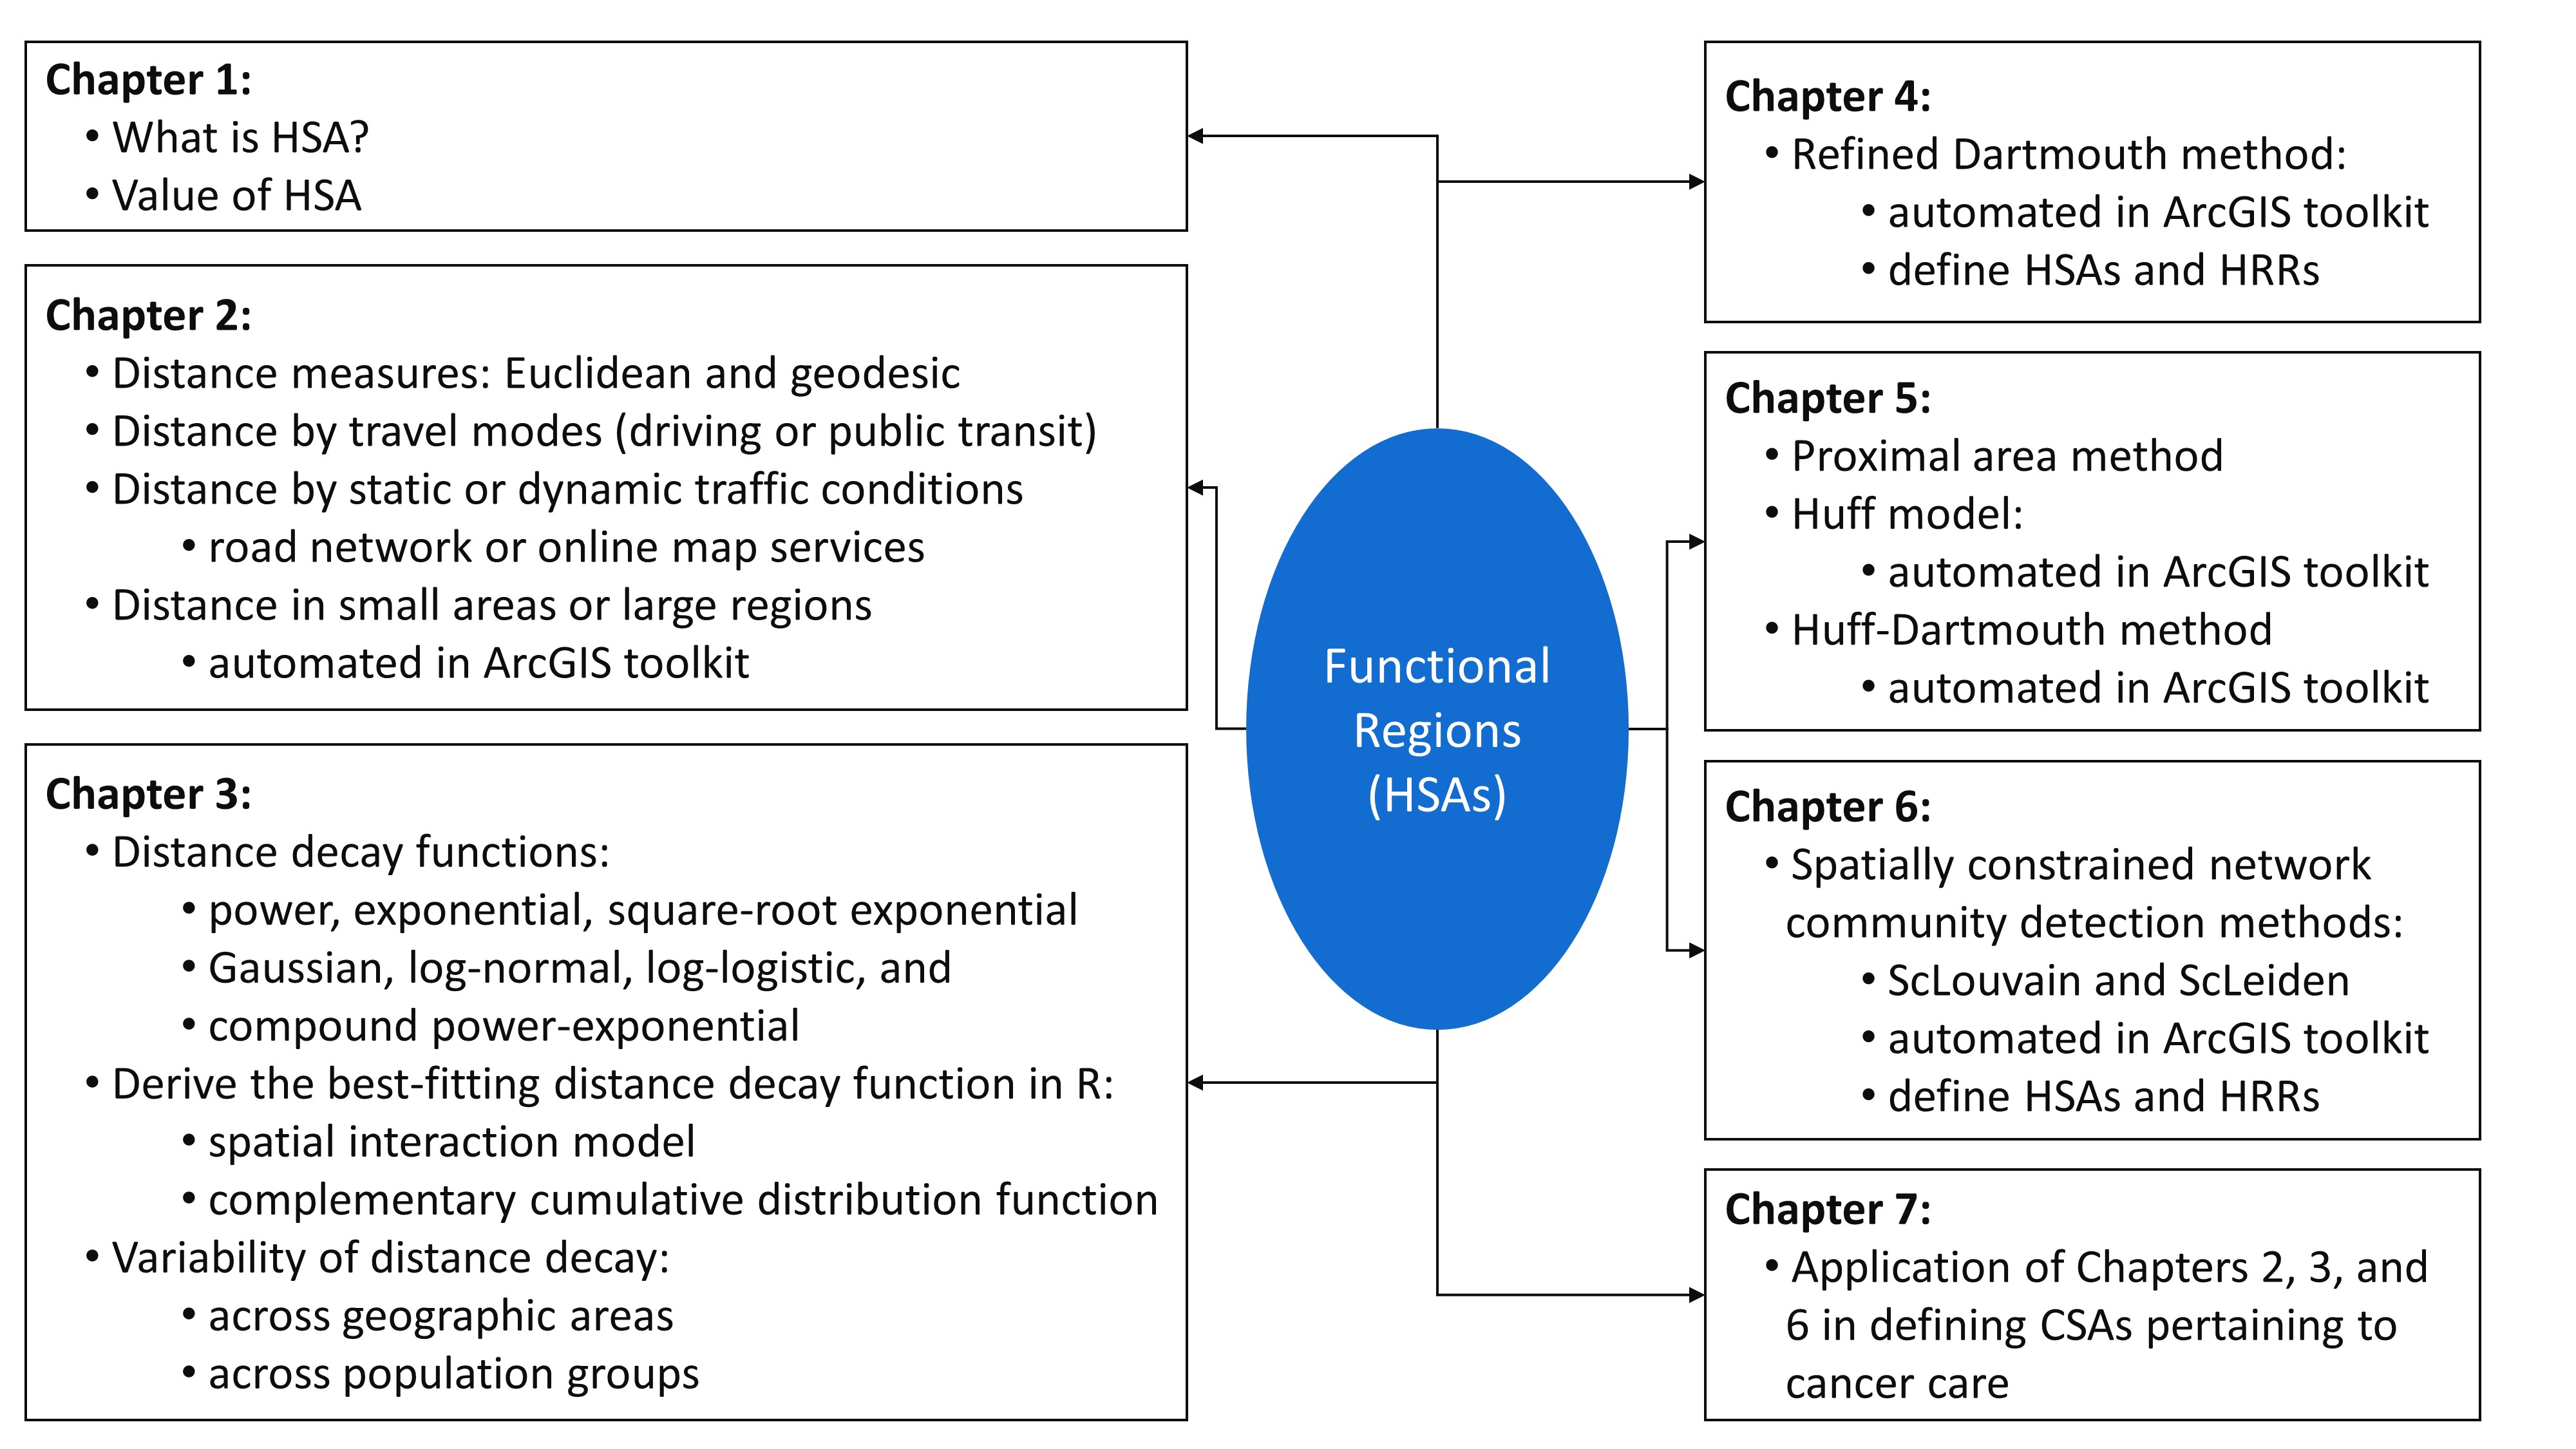 Chapter 1:
• What is HSA?
• Value of HSA
Chapter 2:
• Distance measures: Euclidean and geodesic
• Distance by travel modes (driving or public transit)
• Distance by static or dynamic traffic conditions
• road network or online map services
• Distance in small areas or large regions
• automated in ArcGIS toolkit
Chapter 3:
• Distance decay functions:
• power, exponential, square-root exponential
• Gaussian, log-normal, log-logistic, and
• compound power-exponential
• Derive the best-fitting distance decay function in R:
• spatial interaction model
• complementary cumulative distribution function
• Variability of distance decay:
• across geographic areas
• across population groups
Functional
Regions
(HSAs)
Chapter 4:
• Refined Dartmouth method:
• automated in ArcGIS toolkit
• define HSAs and HRRs
Chapter 5:
• Proximal area method
• Huff model:
• automated in ArcGIS toolkit
• Huff-Dartmouth method
• automated in ArcGIS toolkit
Chapter 6:
• Spatially constrained network
community detection methods:
• ScLouvain and ScLeiden
• automated in ArcGIS toolkit
• define HSAs and HRRs
Chapter 7:
• Application of Chapters 2, 3, and
6 in defining CSAs pertaining to
cancer care